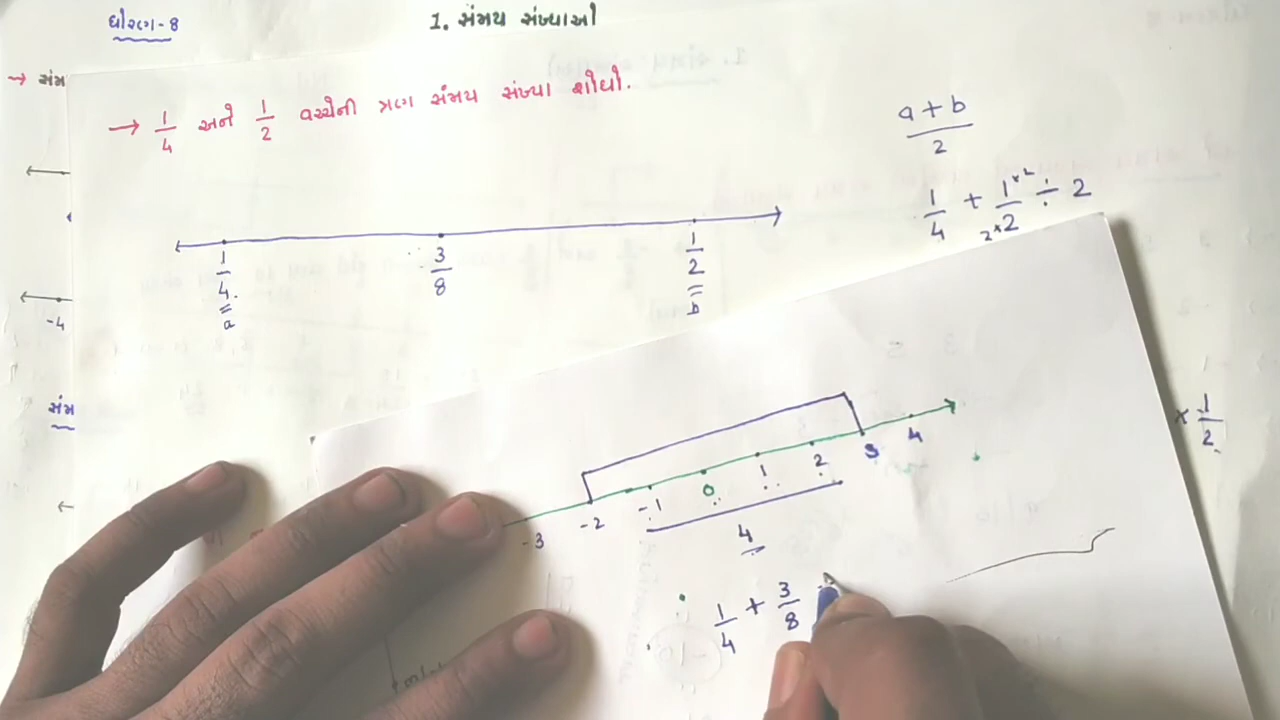 ધોરણ-8
1. સંમય સંખ્યાઓ
→ સંમ
→ 1/4 અને 1/2 વચ્ચેની ત્રણ સંમય સંખ્યા શોધો.
a + b / 2
1/4 + 1×2 / 2×2 ÷ 2
1/4 = a
3/8
1/2 = b
-4
સંમ
× 1/2
-3 -2 -1 0 1 2 3 4
4
1/4 + 3/8